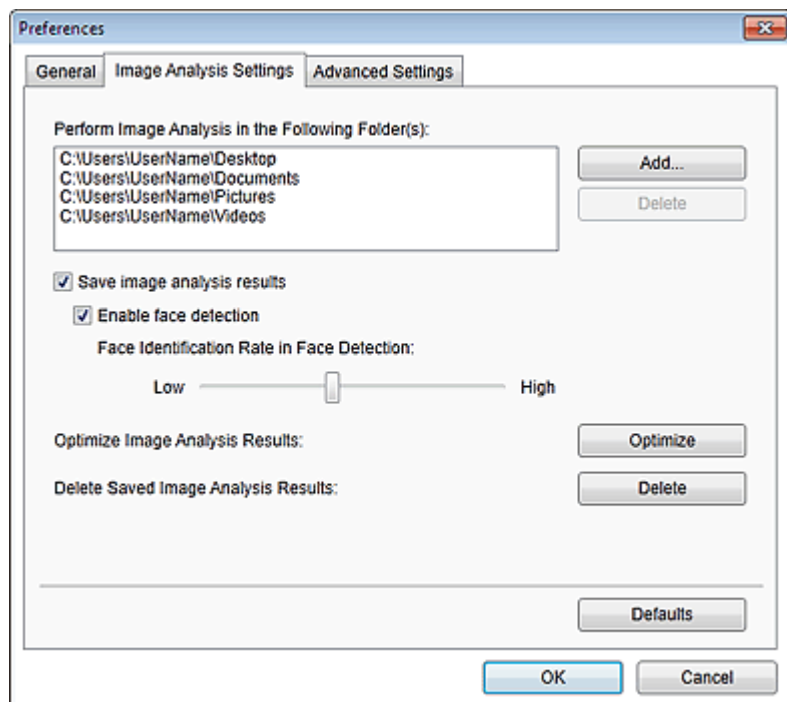 Preferences
General Image Analysis Settings Advanced Settings
Perform Image Analysis in the Following Folder(s):
C:\Users\UserName\Desktop
C:\Users\UserName\Documents
C:\Users\UserName\Pictures
C:\Users\UserName\Videos
Add...
Delete
Save image analysis results
Enable face detection
Face Identification Rate in Face Detection:
Low High
Optimize Image Analysis Results: Optimize
Delete Saved Image Analysis Results: Delete
Defaults
OK Cancel